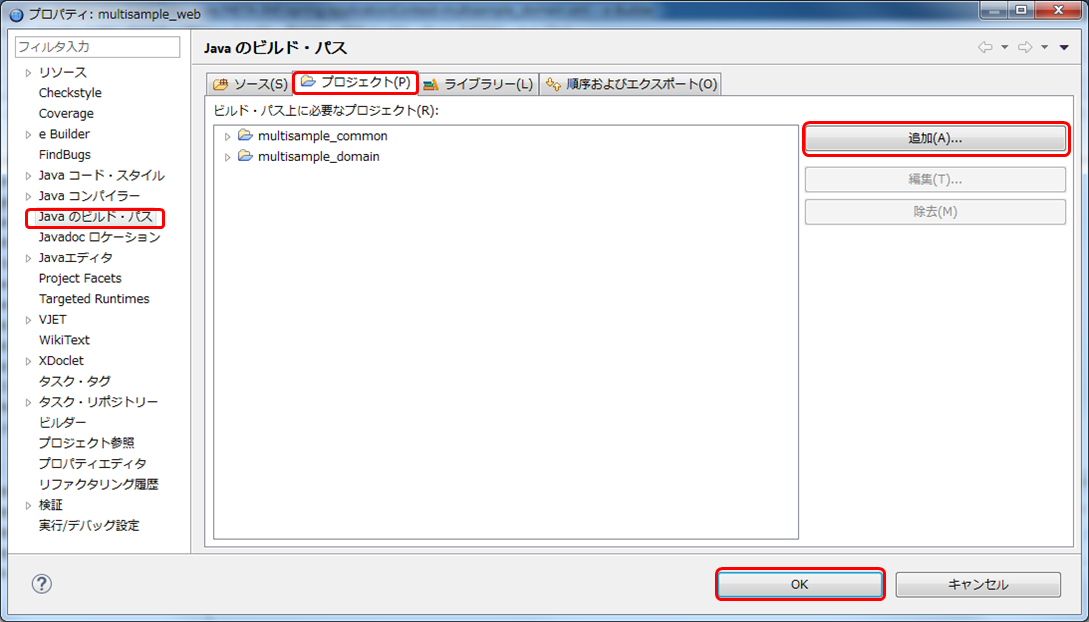 プロパティ: multisample_web
フィルタ入力
リソース
Checkstyle
Coverage
e Builder
FindBugs
Java コード・スタイル
Java コンパイラー
Java のビルド・パス
Javadoc ロケーション
Javaエディタ
Project Facets
Targeted Runtimes
VJET
WikiText
XDoclet
タスク・タグ
タスク・リポジトリー
ビルダー
プロジェクト参照
プロパティエディタ
リファクタリング履歴
検証
実行/デバッグ設定
Java のビルド・パス
ソース(S) プロジェクト(P) ライブラリー(L) 順序およびエクスポート(O)
ビルド・パス上に必要なプロジェクト(R):
multisample_common
multisample_domain
追加(A)...
編集(T)...
除去(M)
?
OK キャンセル